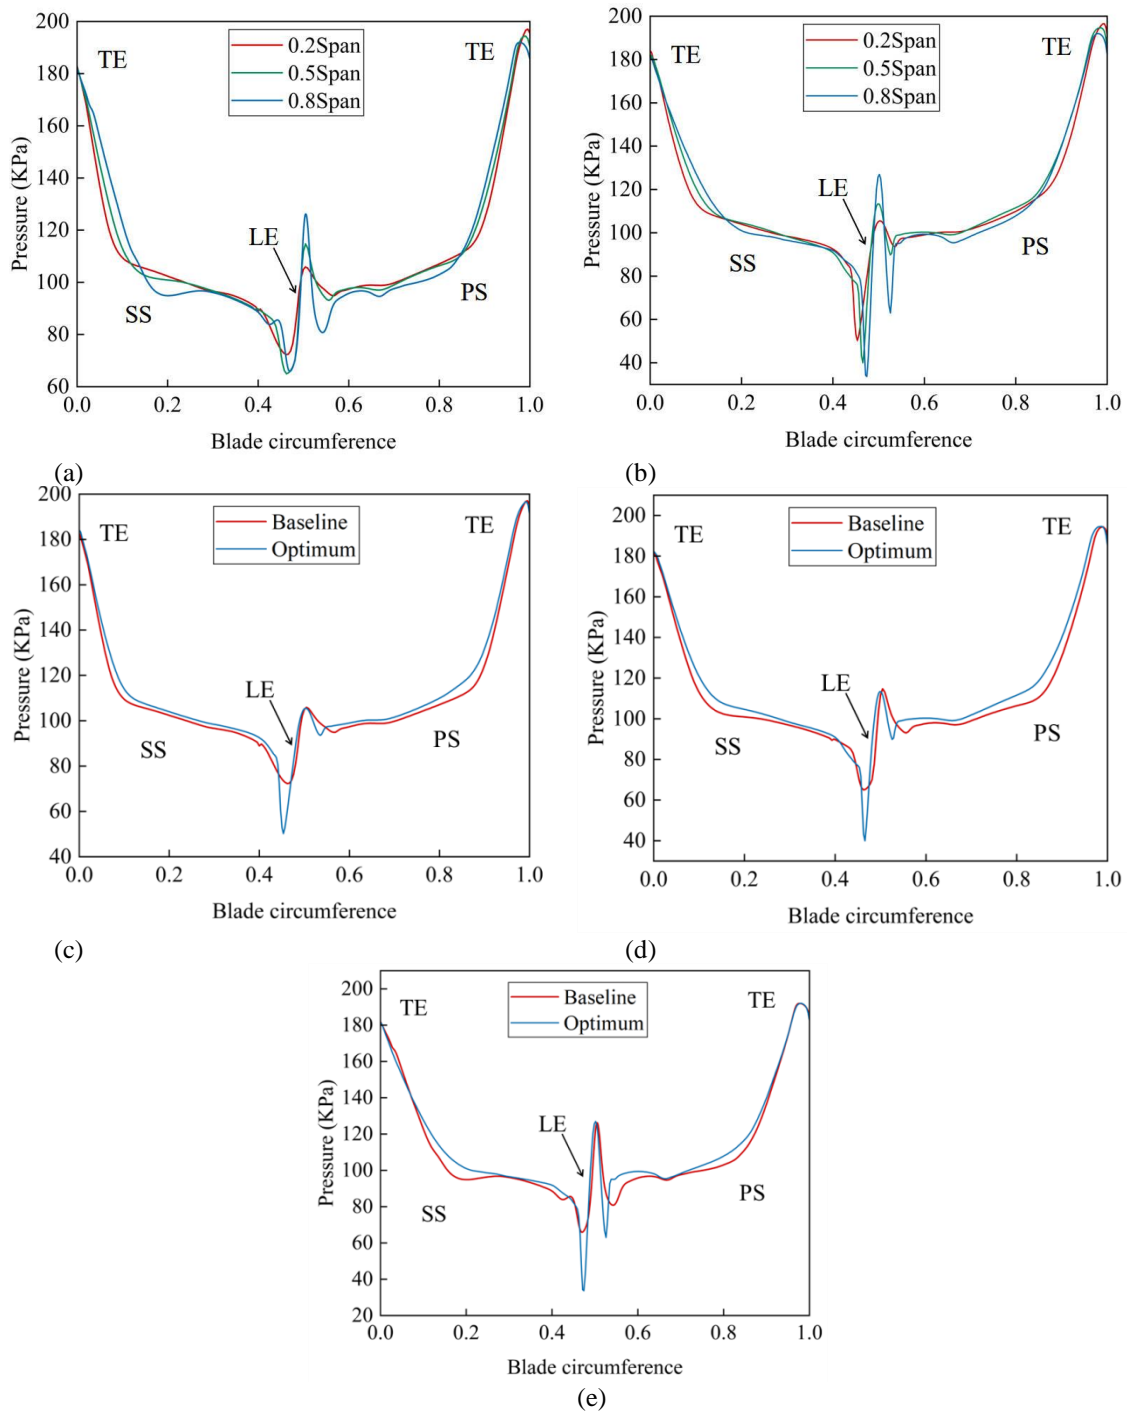 200
180
160
140
120
100
80
60
0.0 0.2 0.4 0.6 0.8 1.0
Pressure (KPa)
Blade circumference
TE
0.2Span
0.5Span
0.8Span
TE
LE
SS
PS
(a)
200
180
160
140
120
100
80
60
40
0.0 0.2 0.4 0.6 0.8 1.0
Pressure (KPa)
Blade circumference
TE
0.2Span
0.5Span
0.8Span
TE
LE
SS
PS
(b)
200
180
160
140
120
100
80
60
40
0.0 0.2 0.4 0.6 0.8 1.0
Pressure (KPa)
Blade circumference
TE
Baseline
Optimum
TE
LE
SS
PS
(c)
200
180
160
140
120
100
80
60
40
0.0 0.2 0.4 0.6 0.8 1.0
Pressure (KPa)
Blade circumference
TE
Baseline
Optimum
TE
LE
SS
PS
(d)
200
180
160
140
120
100
80
60
40
20
0.0 0.2 0.4 0.6 0.8 1.0
Pressure (KPa)
Blade circumference
TE
Baseline
Optimum
TE
LE
SS
PS
(e)